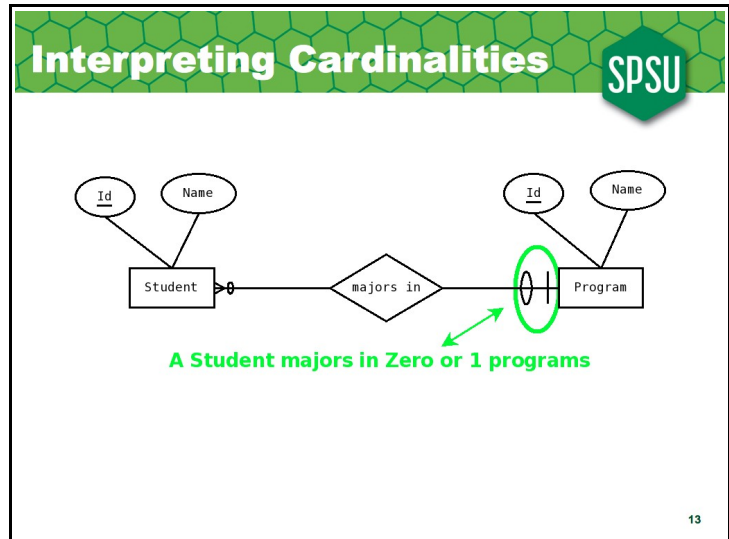 Interpreting Cardinalities
SPSU
Id
Name
Id
Name
Student
majors in
Program
A Student majors in Zero or 1 programs
13